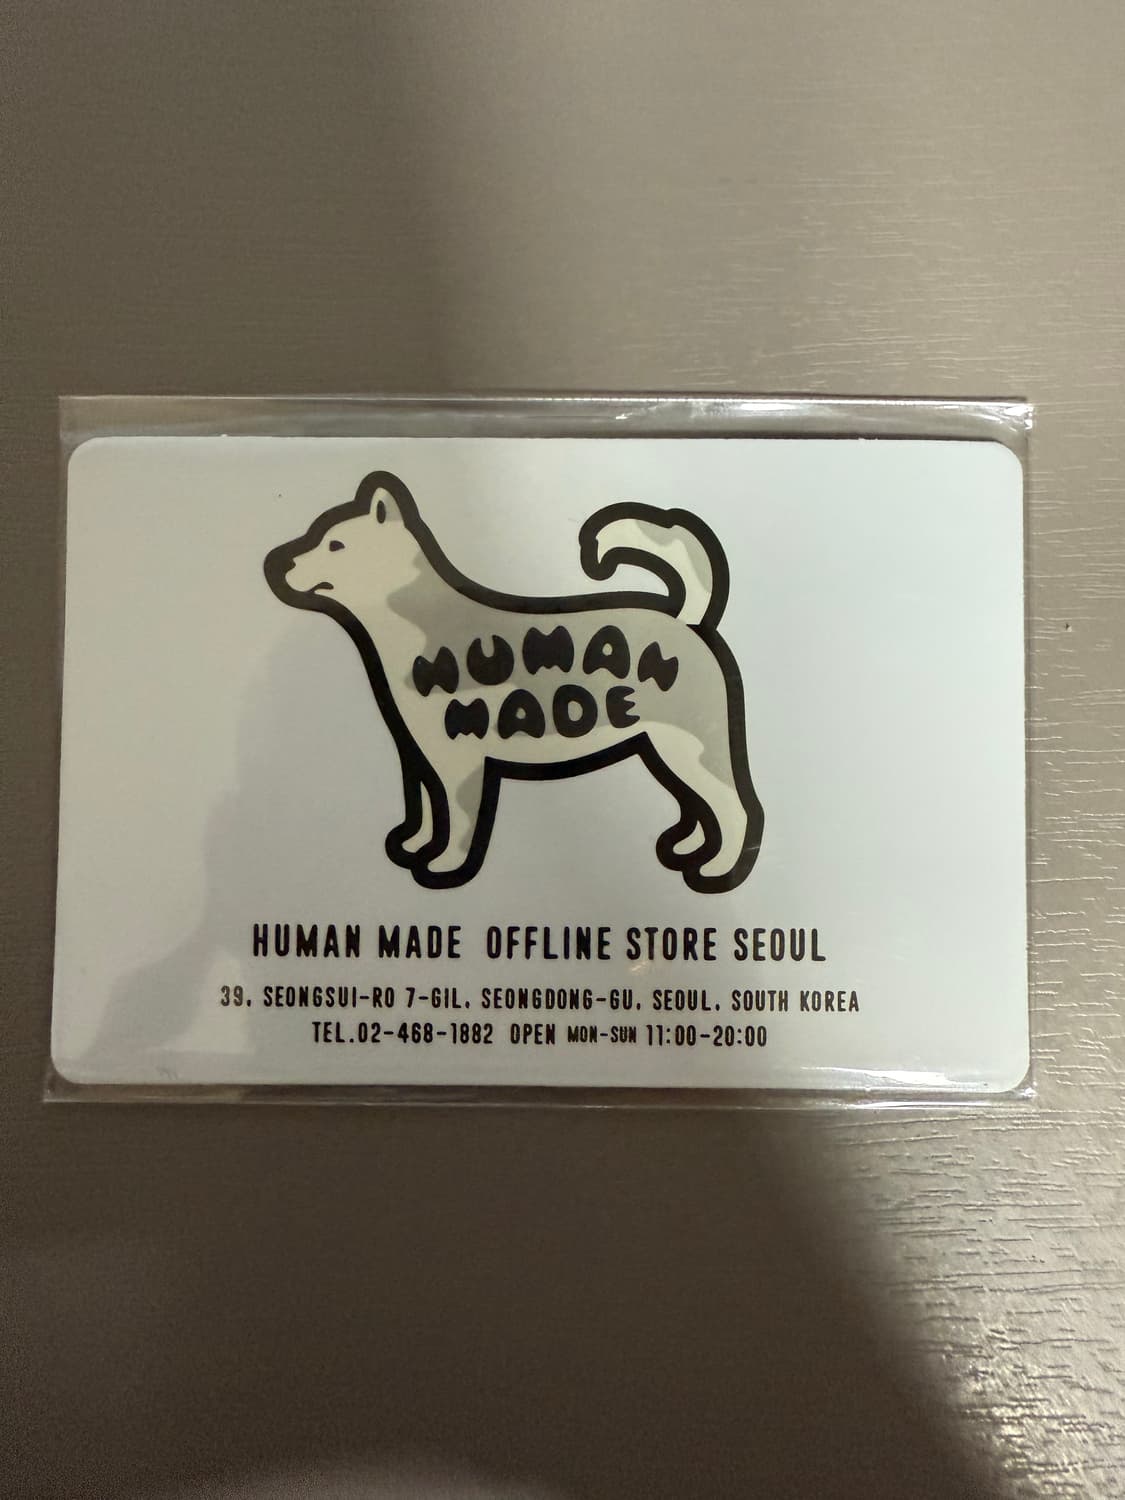 HUMAN
MADE
HUMAN MADE OFFLINE STORE SEOUL
39, SEONGSUI-RO 7-GIL, SEONGDONG-GU, SEOUL, SOUTH KOREA
TEL.02-468-1882 OPEN MON-SUN 11:00-20:00